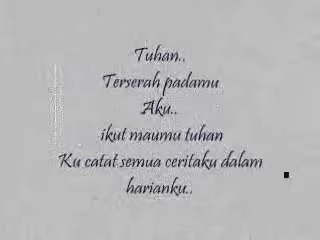 Tuhan..
Terserah padamu
Aku..
ikut maumu tuhan
Ku catat semua ceritaku dalam
harianku..